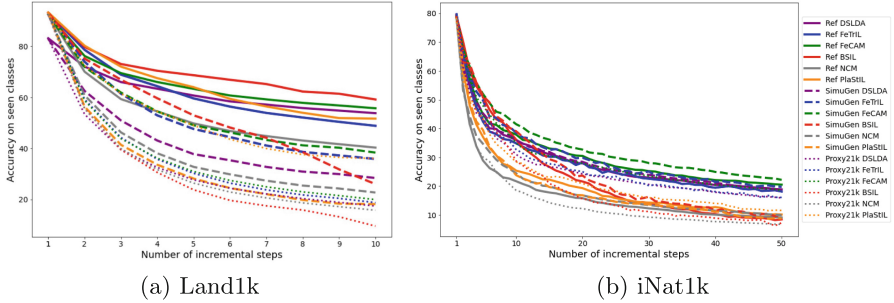 Accuracy on seen classes
80
60
40
20
1 2 3 4 5 6 7 8 9 10
Number of incremental steps
(a) Land1k
Accuracy on seen classes
80
70
60
50
40
30
20
10
1 10 20 30 40 50
Number of incremental steps
(b) iNat1k
Ref DSLDA
Ref FeTrIL
Ref FeCAM
Ref BSIL
Ref NCM
Ref PlaStIL
SimuGen DSLDA
SimuGen FeTrIL
SimuGen FeCAM
SimuGen BSIL
SimuGen NCM
SimuGen PlaStIL
Proxy21k DSLDA
Proxy21k FeTrIL
Proxy21k FeCAM
Proxy21k BSIL
Proxy21k NCM
Proxy21k PlaStIL